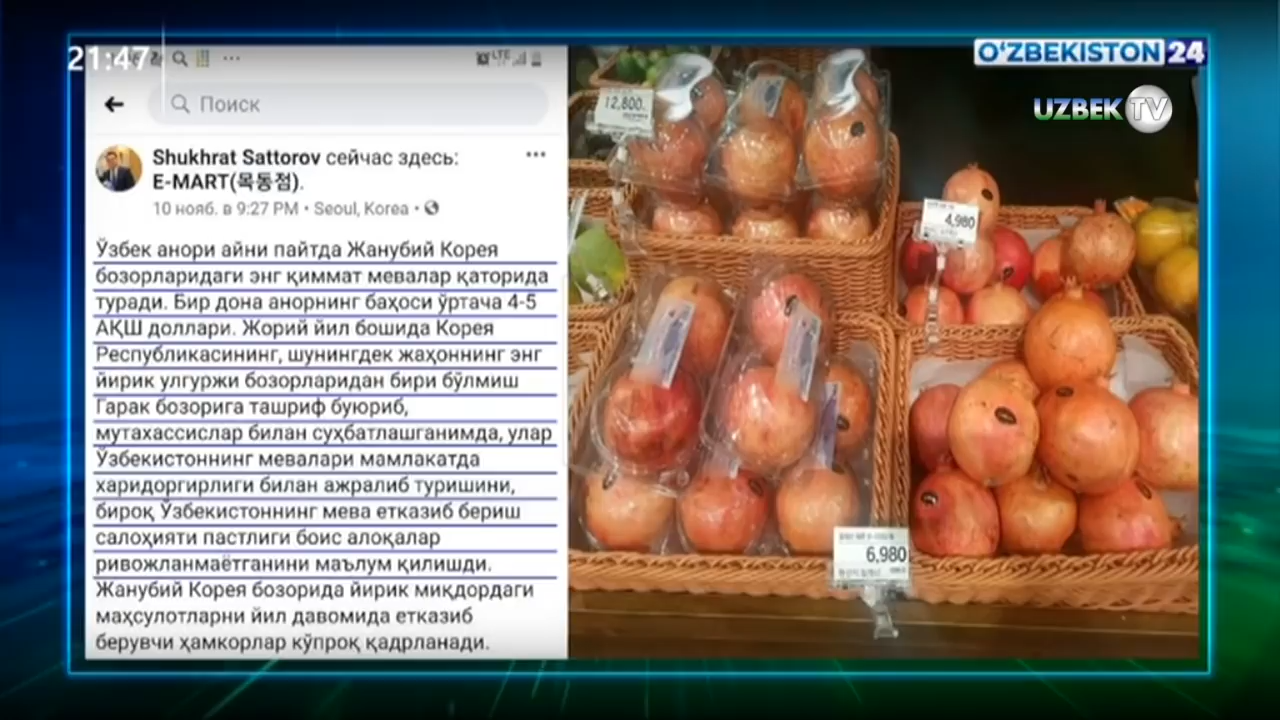 21:47
LTE
O‘ZBEKISTON 24
UZBEK TV
Поиск
Shukhrat Sattorov сейчас здесь:
E-MART(목동점).
10 нояб. в 9:27 PM • Seoul, Korea •
Ўзбек анори айни пайтда Жанубий Корея
бозорларидаги энг қиммат мевалар қаторида
туради. Бир дона анорнинг баҳоси ўртача 4-5
АҚШ доллари. Жорий йил бошида Корея
Республикасининг, шунингдек жаҳоннинг энг
йирик улгуржи бозорларидан бири бўлмиш
Гарак бозорига ташриф буюриб,
мутахассислар билан суҳбатлашганимда, улар
Ўзбекистоннинг мевалари мамлакатда
харидоргирлиги билан ажралиб туришини,
бироқ Ўзбекистоннинг мева етказиб бериш
салоҳияти пастлиги боис алоқалар
ривожланмаётганини маълум қилишди.
Жанубий Корея бозорида йирик миқдордаги
маҳсулотларни йил давомида етказиб
берувчи ҳамкорлар кўпроқ қадрланади.
12,800
4,980
6,980